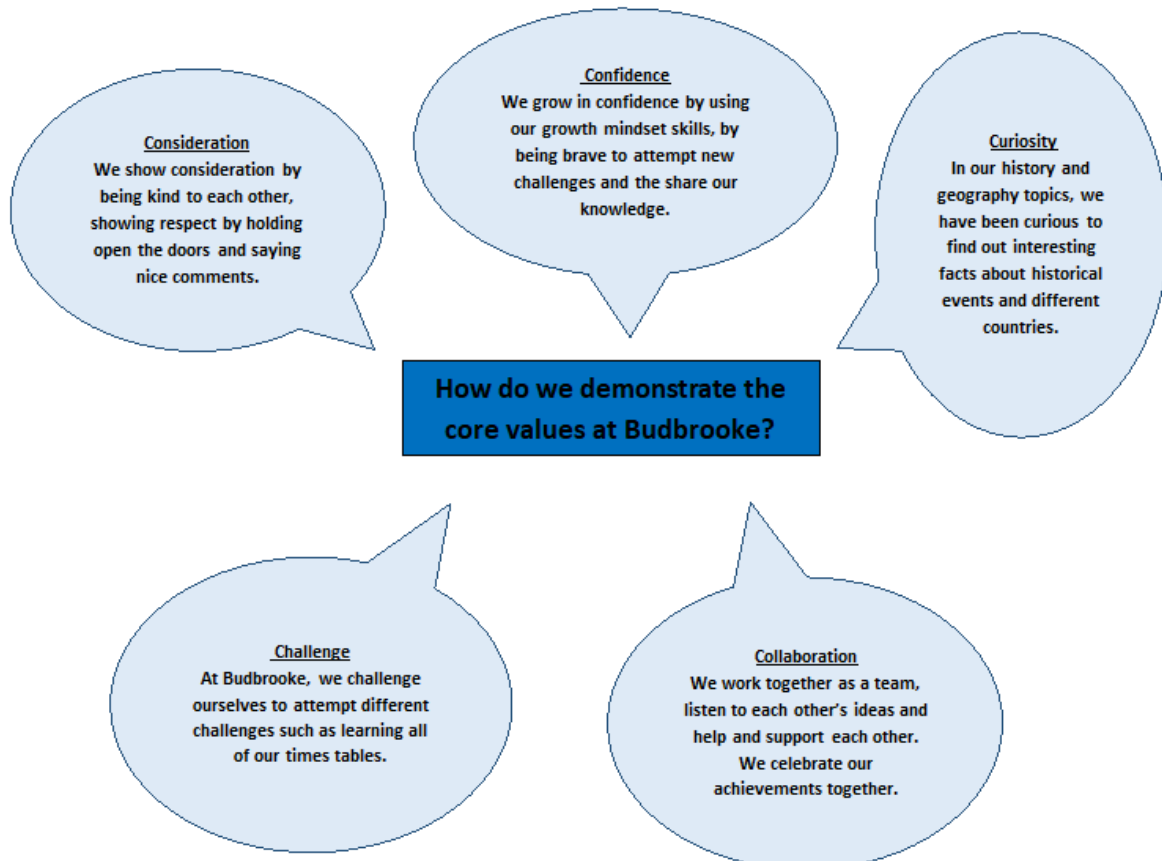 Consideration
We show consideration by
being kind to each other,
showing respect by holding
open the doors and saying
nice comments.
Confidence
We grow in confidence by using
our growth mindset skills, by
being brave to attempt new
challenges and the share our
knowledge.
Curiosity
In our history and
geography topics, we
have been curious to
find out interesting
facts about historical
events and different
countries.
How do we demonstrate the
core values at Budbrooke?
Challenge
At Budbrooke, we challenge
ourselves to attempt different
challenges such as learning all
of our times tables.
Collaboration
We work together as a team,
listen to each other’s ideas and
help and support each other.
We celebrate our
achievements together.